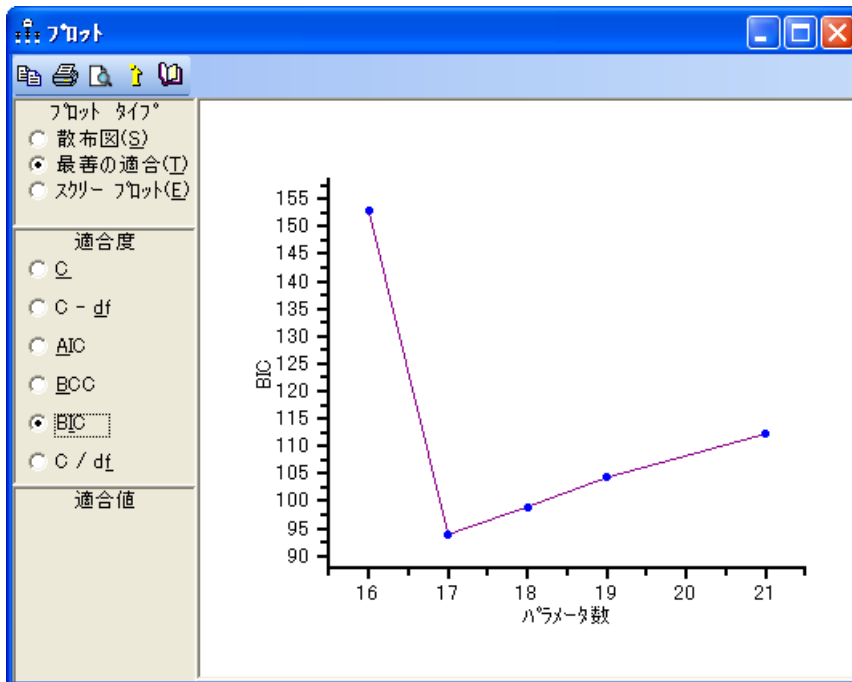 プロット
プロット タイプ
散布図(S)
最善の適合(T)
スクリー プロット(E)
適合度
C
C - df
AIC
BCC
BIC
C / df
適合値
BIC
155
150
145
140
135
130
125
120
115
110
105
100
95
90
16 17 18 19 20 21
パラメータ数